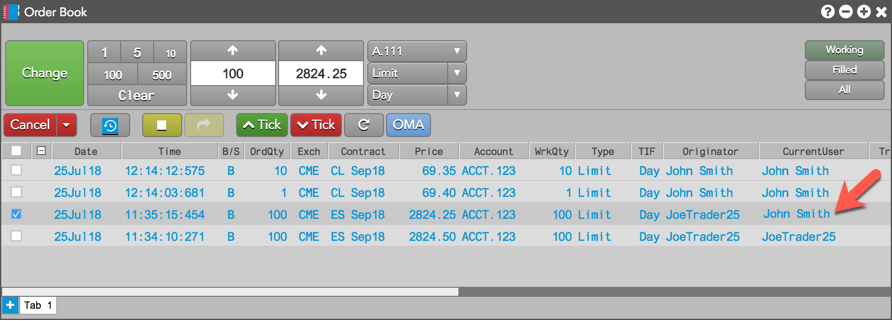 Order Book
Change
1 5 10
100 500
Clear
100
2824.25
A.111
Limit
Day
Working
Filled
All
Cancel Tick Tick OMA
Date Time B/S OrdQty Exch Contract Price Account WrkQty Type TIF Originator CurrentUser Tr
25Jul18 12:14:12:575 B 10 CME CL Sep18 69.35 ACCT.123 10 Limit Day John Smith John Smith
25Jul18 12:14:03:681 B 1 CME CL Sep18 69.40 ACCT.123 1 Limit Day John Smith John Smith
25Jul18 11:35:15:454 B 100 CME ES Sep18 2824.25 ACCT.123 100 Limit Day JoeTrader25 John Smith
25Jul18 11:34:10:271 B 100 CME ES Sep18 2824.50 ACCT.123 100 Limit Day JoeTrader25 JoeTrader25
Tab 1